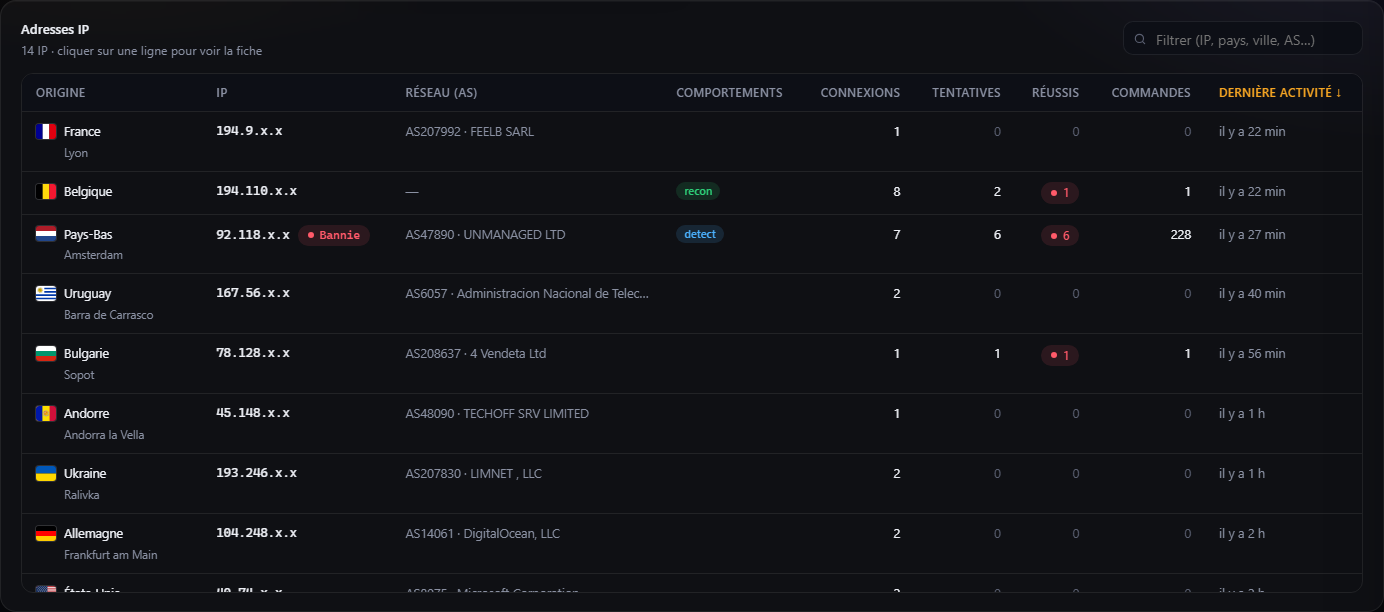 Adresses IP
14 IP · cliquer sur une ligne pour voir la fiche
Filtrer (IP, pays, ville, AS...)
ORIGINE IP RÉSEAU (AS) COMPORTEMENTS CONNEXIONS TENTATIVES RÉUSSIS COMMANDES DERNIÈRE ACTIVITÉ ↓
France 194.9.x.x AS207992 · FEELB SARL 1 0 0 0 il y a 22 min
Lyon
Belgique 194.110.x.x — recon 8 2 1 1 il y a 22 min
Pays-Bas 92.118.x.x Bannie AS47890 · UNMANAGED LTD detect 7 6 6 228 il y a 27 min
Amsterdam
Uruguay 167.56.x.x AS6057 · Administracion Nacional de Telec... 2 0 0 0 il y a 40 min
Barra de Carrasco
Bulgarie 78.128.x.x AS208637 · 4 Vendeta Ltd 1 1 1 1 il y a 56 min
Sopot
Andorre 45.148.x.x AS48090 · TECHOFF SRV LIMITED 1 0 0 0 il y a 1 h
Andorra la Vella
Ukraine 193.246.x.x AS207830 · LIMNET , LLC 2 0 0 0 il y a 1 h
Ralivka
Allemagne 104.248.x.x AS14061 · DigitalOcean, LLC 2 0 0 0 il y a 2 h
Frankfurt am Main
États-Unis Microsoft Corporation